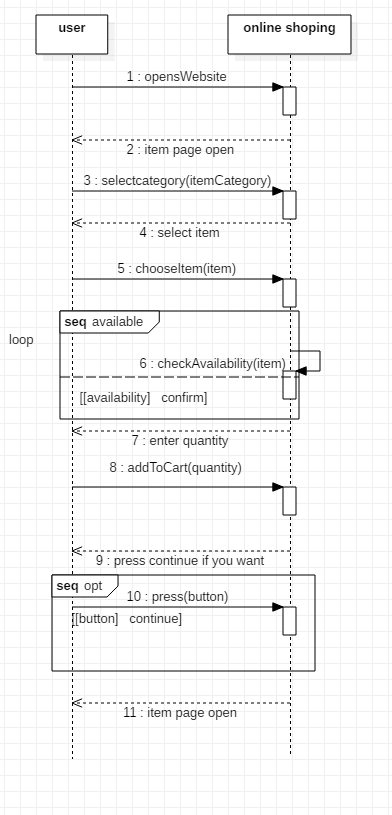 user
online shoping
1 : opensWebsite
2 : item page open
3 : selectcategory(itemCategory)
4 : select item
5 : chooseItem(item)
seq available
loop
6 : checkAvailability(item)
[[availability] confirm]
7 : enter quantity
8 : addToCart(quantity)
9 : press continue if you want
seq opt
10 : press(button)
[[button] continue]
11 : item page open